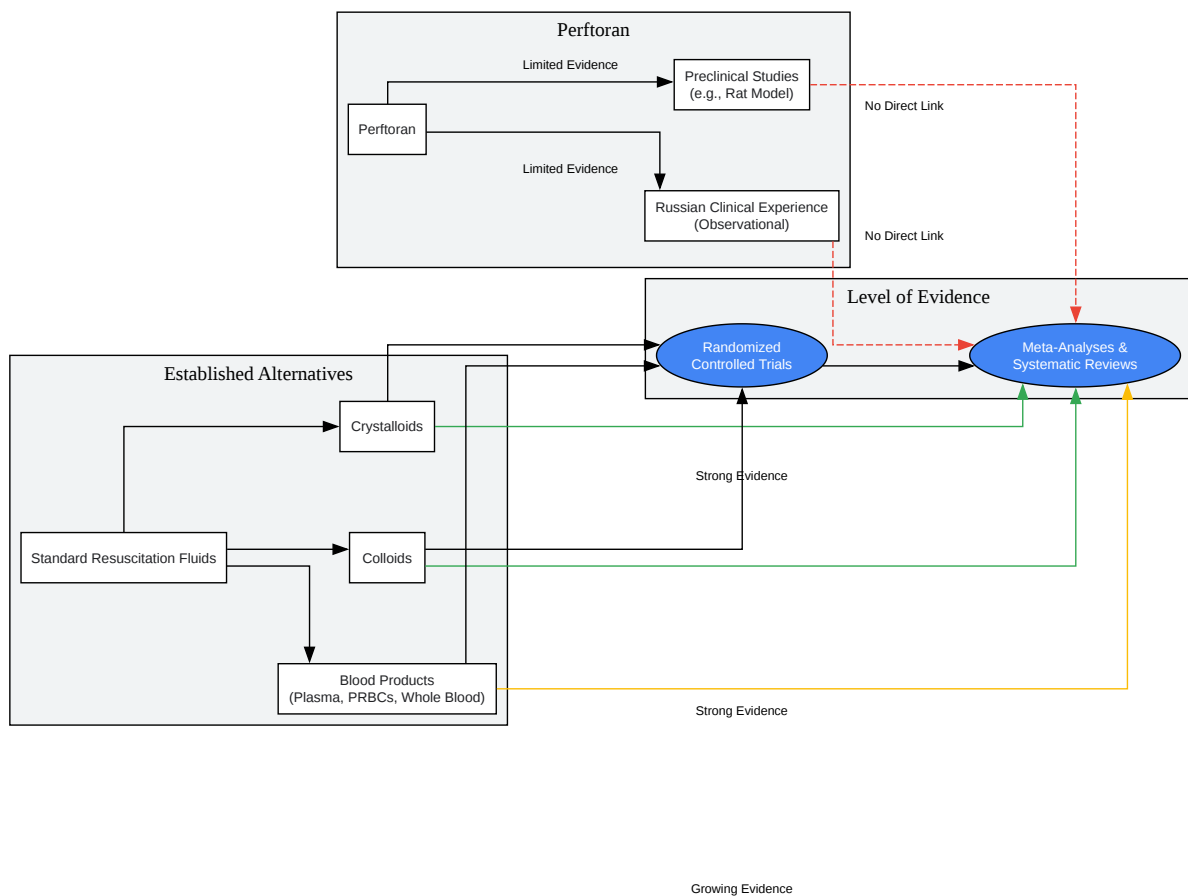 Perftoran
Limited Evidence
Preclinical Studies
(e.g., Rat Model)
No Direct Link
Perftoran
Limited Evidence
Russian Clinical Experience
(Observational)
No Direct Link
Level of Evidence
Randomized
Controlled Trials
Meta-Analyses &
Systematic Reviews
Established Alternatives
Crystalloids
Strong Evidence
Standard Resuscitation Fluids
Colloids
Blood Products
(Plasma, PRBCs, Whole Blood)
Strong Evidence
Growing Evidence